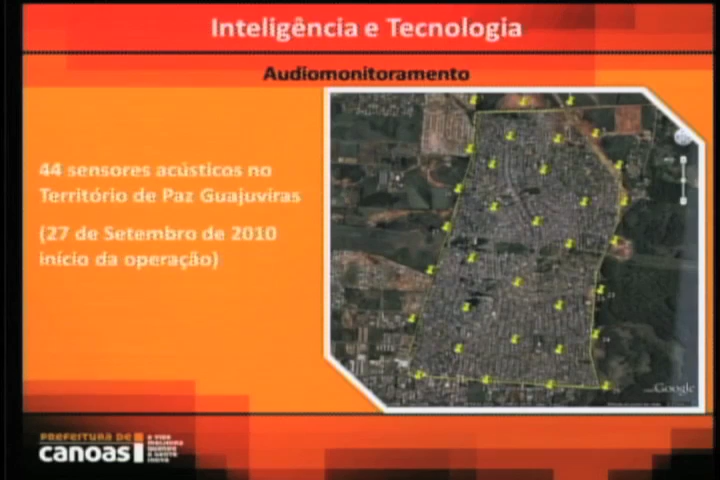 Inteligência e Tecnologia
Audiomonitoramento
44 sensores acústicos no
Território de Paz Guajuviras
(27 de Setembro de 2010
início da operação)
Google
PREFEITURA DE
canoas